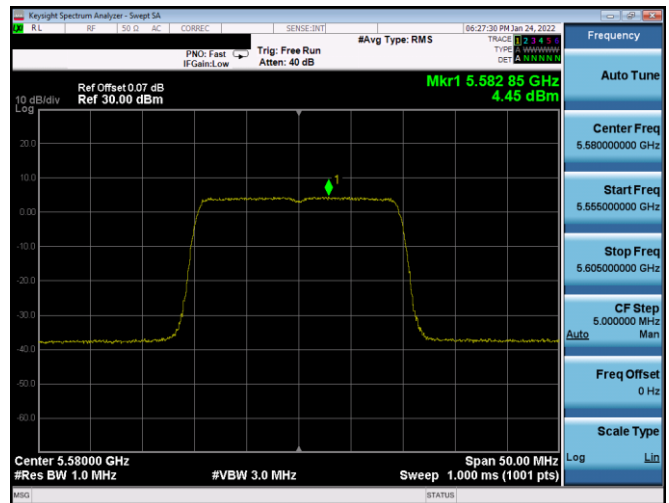 Keysight Spectrum Analyzer - Swept SA
RL RF 50 Ω AC CORREC SENSE:INT 06:27:30 PM Jan 24, 2022
#Avg Type: RMS TRACE 1 2 3 4 5 6
PNO: Fast Trig: Free Run TYPE A WWWWW
IFGain:Low Atten: 40 dB DET A NNNNN
Ref Offset 0.07 dB Mkr1 5.582 85 GHz
10 dB/div Ref 30.00 dBm 4.45 dBm
Log
20.0
10.0
1
0.00
-10.0
-20.0
-30.0
-40.0
-50.0
-60.0
Center 5.58000 GHz Span 50.00 MHz
#Res BW 1.0 MHz #VBW 3.0 MHz Sweep 1.000 ms (1001 pts)
MSG STATUS
Frequency
Auto Tune
Center Freq
5.580000000 GHz
Start Freq
5.555000000 GHz
Stop Freq
5.605000000 GHz
CF Step
5.000000 MHz
Auto Man
Freq Offset
0 Hz
Scale Type
Log Lin